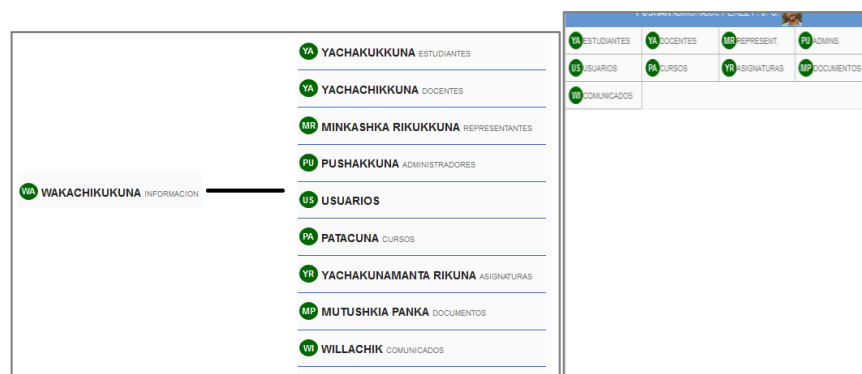 WA WAKACHIKUKUNA INFORMACION
YA YACHAKUKKUNA ESTUDIANTES
YA YACHACHIKKUNA DOCENTES
MR MINKASHKA RIKUKKUNA REPRESENTANTES
PU PUSHAKKUNA ADMINISTRADORES
US USUARIOS
PA PATACUNA CURSOS
YR YACHAKUNAMANTA RIKUNA ASIGNATURAS
MP MUTUSHKIA PANKA DOCUMENTOS
WI WILLACHIK COMUNICADOS
YA ESTUDIANTES YA DOCENTES MR REPRESENT. PU ADMINS.
US USUARIOS PA CURSOS YR ASIGNATURAS MP DOCUMENTOS
WI COMUNICADOS